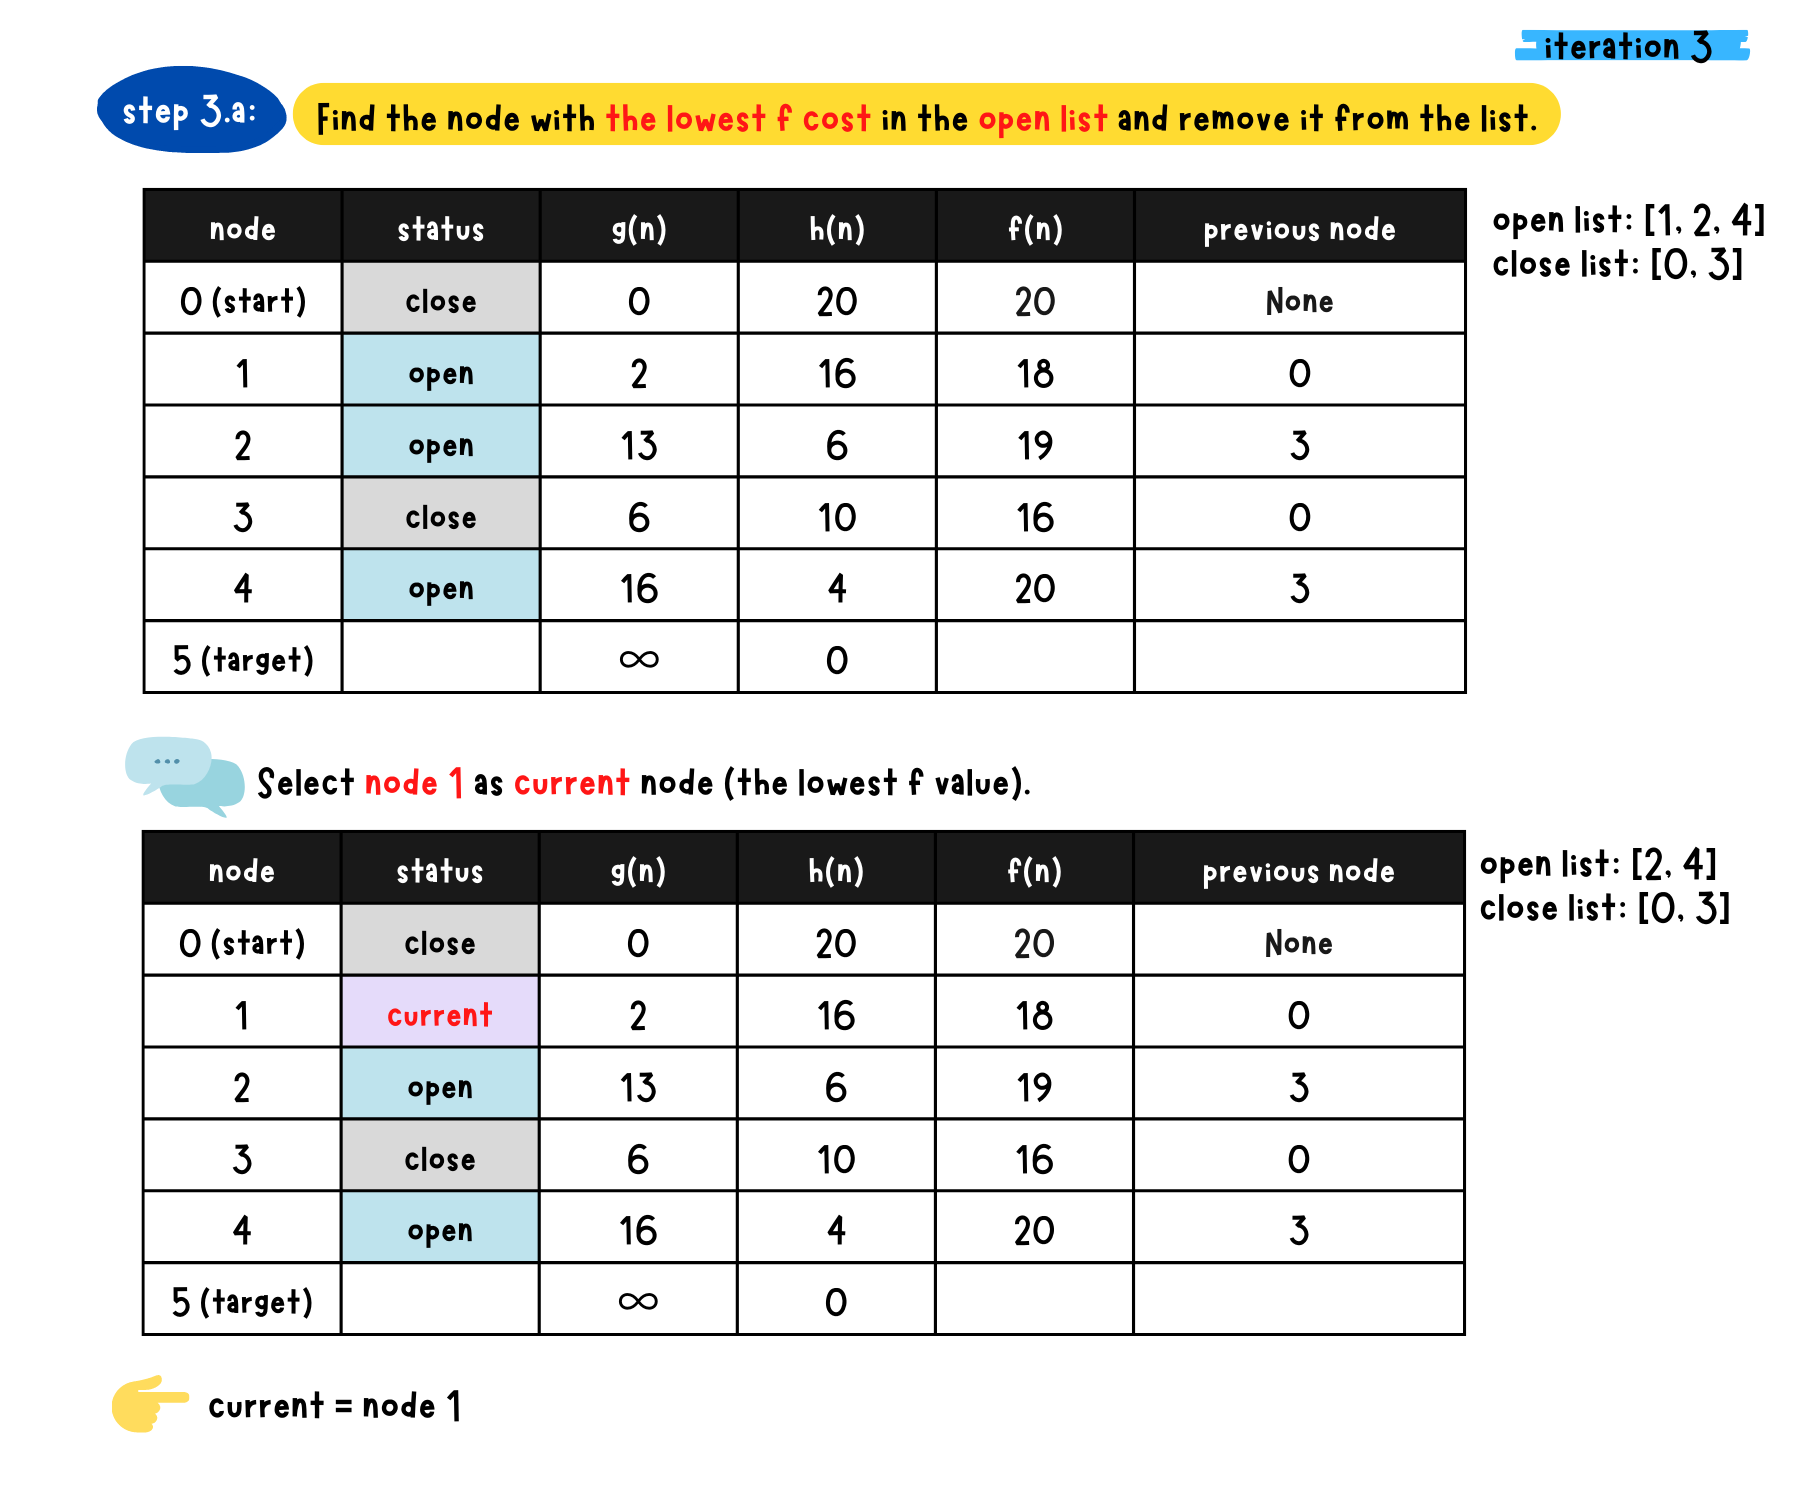 iteration 3
step 3.a:
Find the node with the lowest f cost in the open list and remove it from the list.
node status g(n) h(n) f(n) previous node
0 (start) close 0 20 20 None
1 open 2 16 18 0
2 open 13 6 19 3
3 close 6 10 16 0
4 open 16 4 20 3
5 (target) ∞ 0
open list: [1, 2, 4]
close list: [0, 3]
Select node 1 as current node (the lowest f value).
node status g(n) h(n) f(n) previous node
0 (start) close 0 20 20 None
1 current 2 16 18 0
2 open 13 6 19 3
3 close 6 10 16 0
4 open 16 4 20 3
5 (target) ∞ 0
open list: [2, 4]
close list: [0, 3]
current = node 1